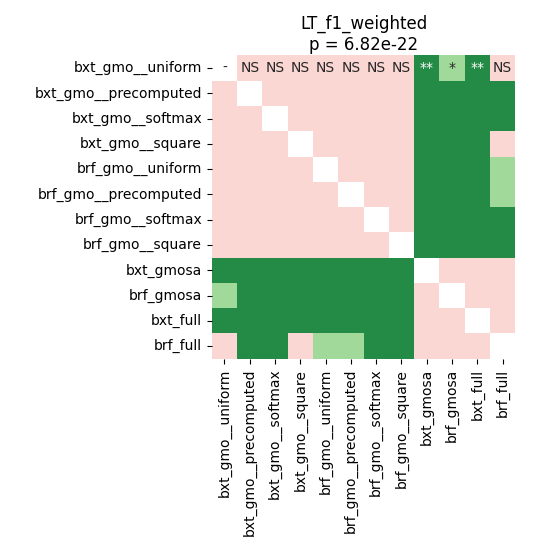 LT_f1_weighted
p = 6.82e-22
bxt_gmo__uniform - NS NS NS NS NS NS NS ** * ** NS
bxt_gmo__precomputed
bxt_gmo__softmax
bxt_gmo__square
brf_gmo__uniform
brf_gmo__precomputed
brf_gmo__softmax
brf_gmo__square
bxt_gmosa
brf_gmosa
bxt_full
brf_full
bxt_gmo__uniform
bxt_gmo__precomputed
bxt_gmo__softmax
bxt_gmo__square
brf_gmo__uniform
brf_gmo__precomputed
brf_gmo__softmax
brf_gmo__square
bxt_gmosa
brf_gmosa
bxt_full
brf_full